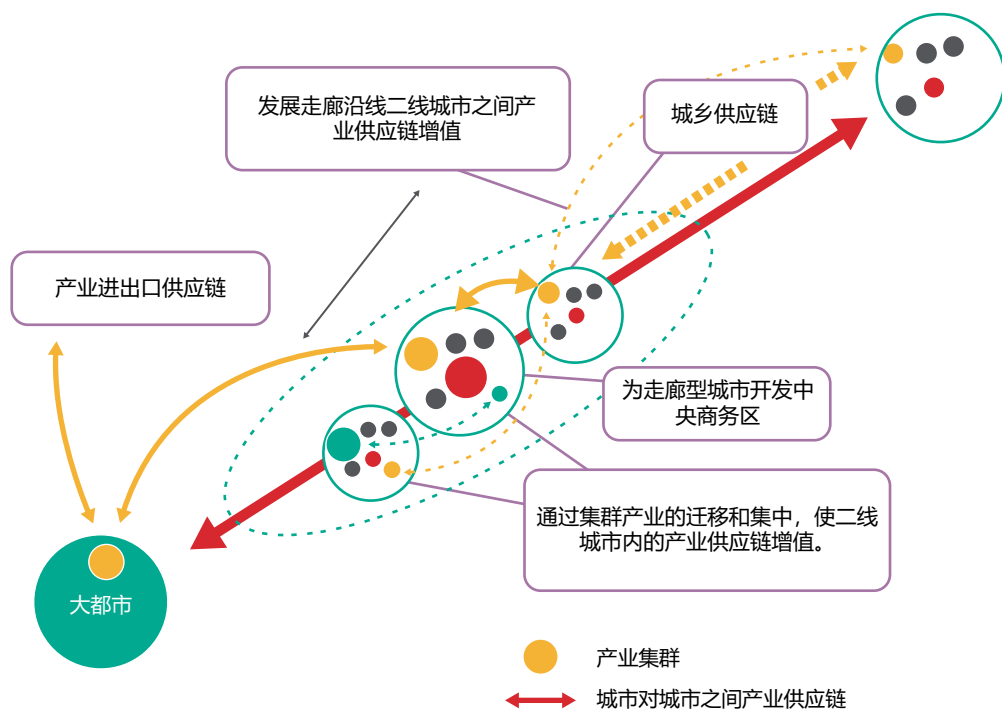 发展走廊沿线二线城市之间产
业供应链增值
城乡供应链
产业进出口供应链
为走廊型城市开发中
央商务区
通过集群产业的迁移和集中，使二线
城市内的产业供应链增值。
大都市
产业集群
城市对城市之间产业供应链